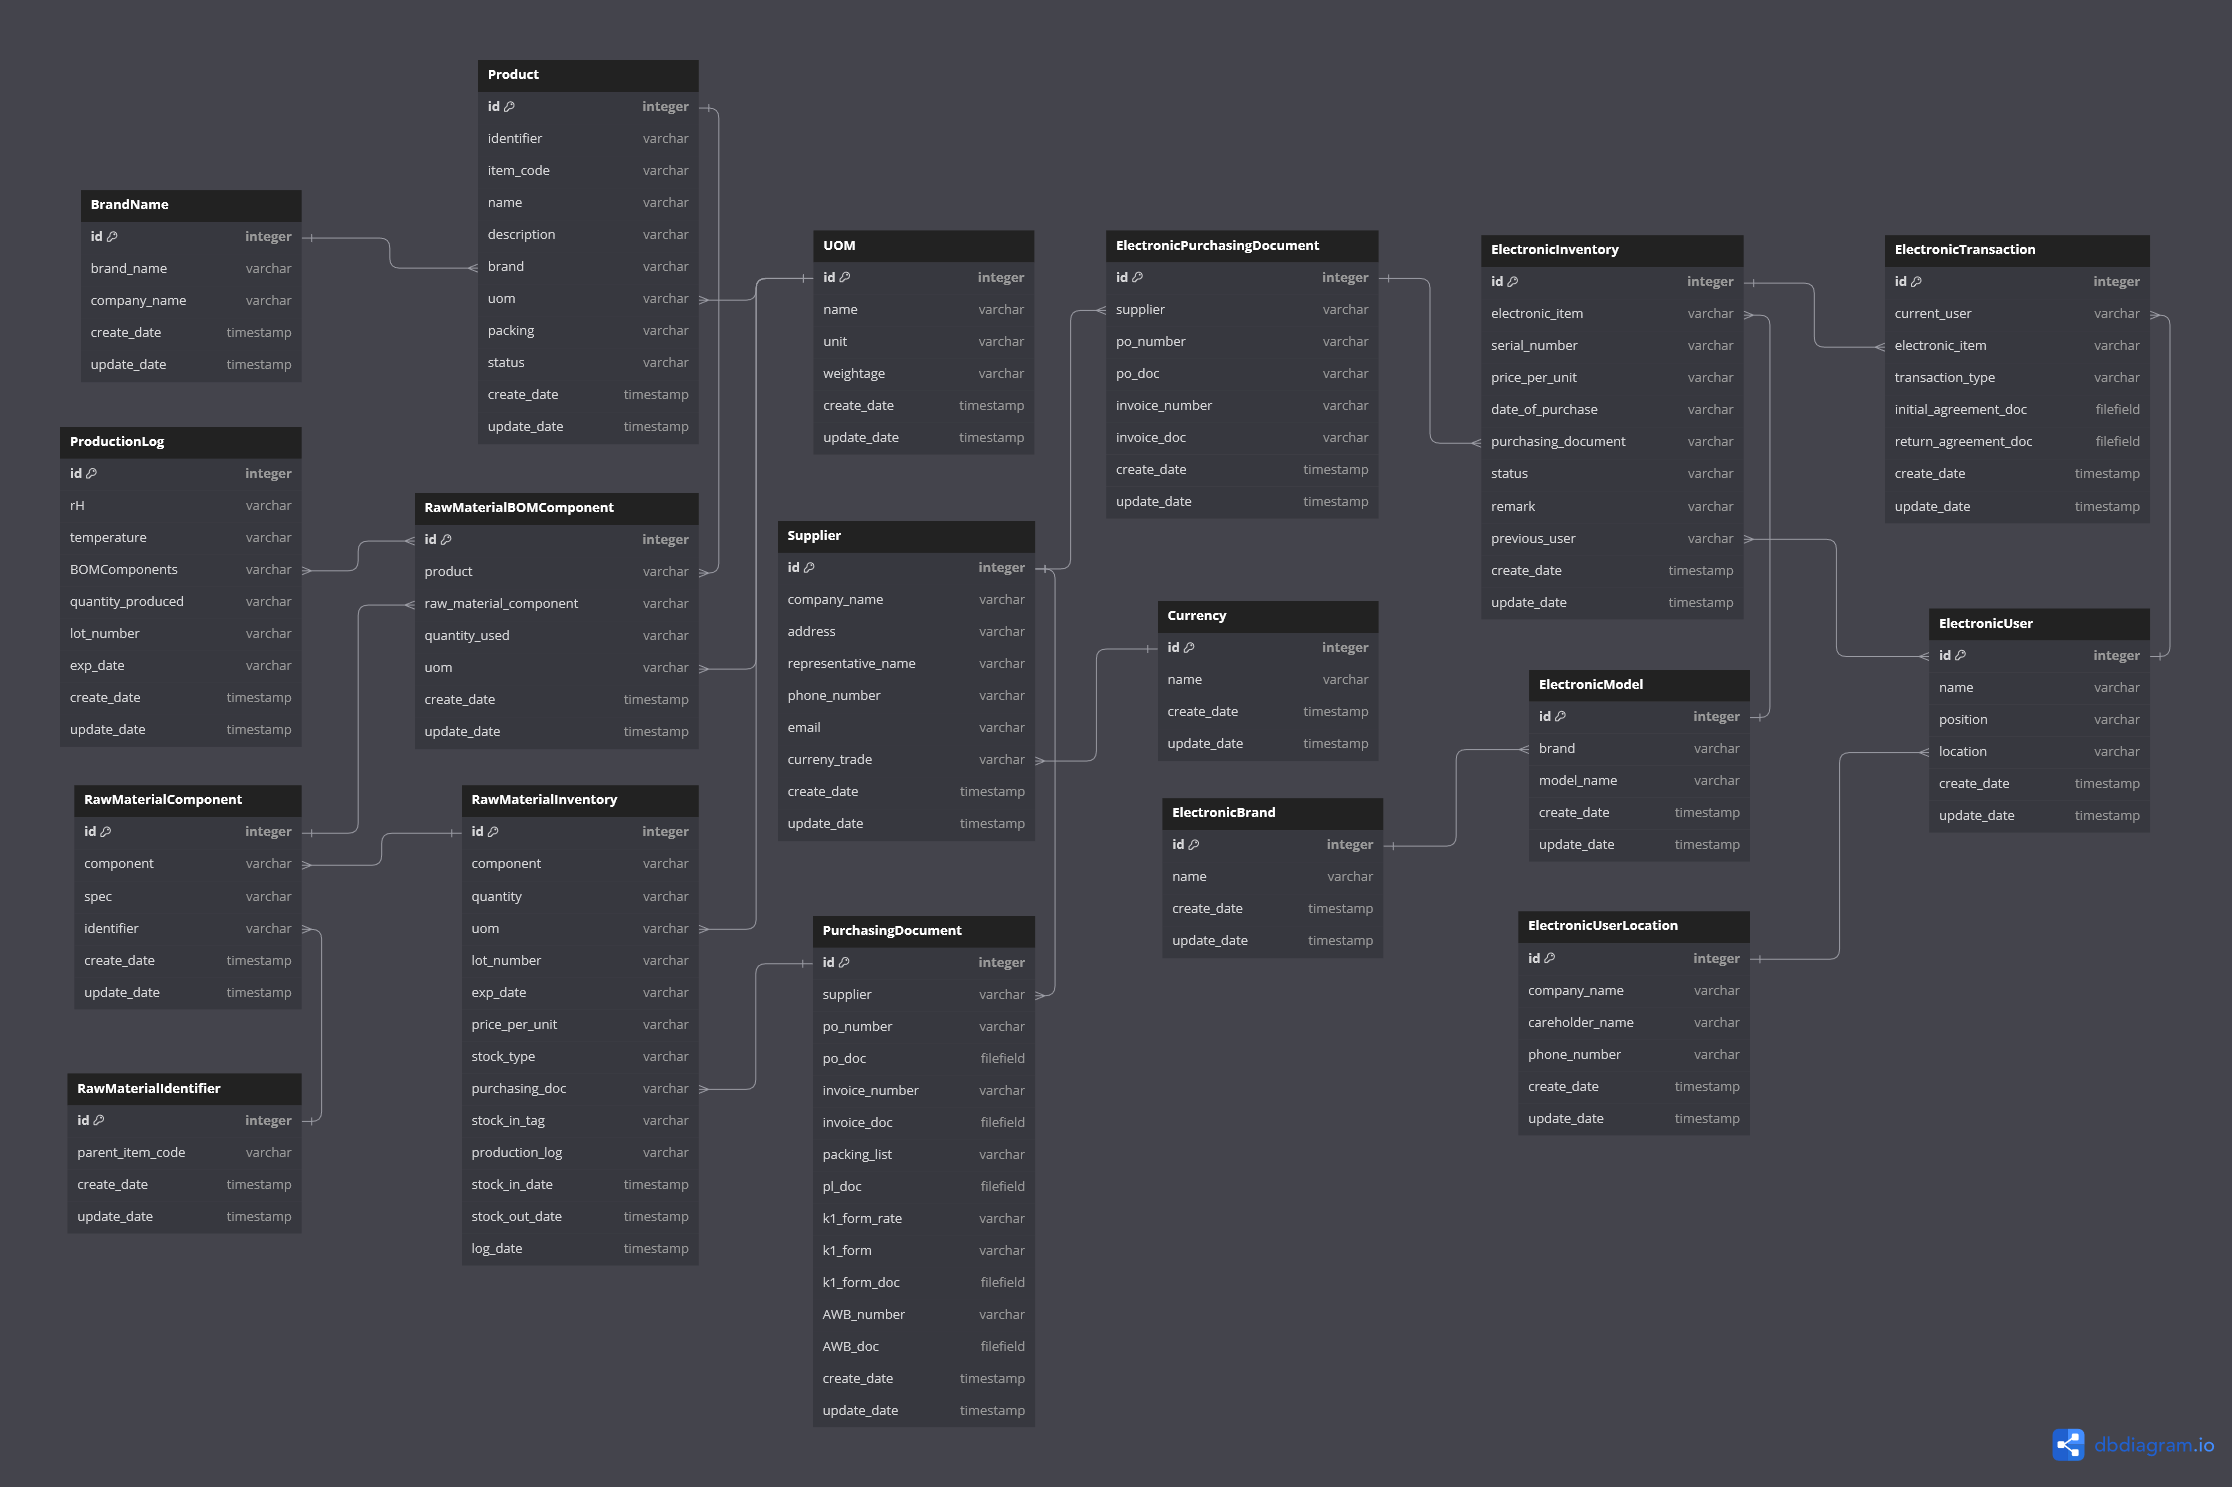 Product
id integer
identifier varchar
item_code varchar
name varchar
description varchar
brand varchar
uom varchar
packing varchar
status varchar
create_date timestamp
update_date timestamp
BrandName
id integer
brand_name varchar
company_name varchar
create_date timestamp
update_date timestamp
ProductionLog
id integer
rH varchar
temperature varchar
BOMComponents varchar
quantity_produced varchar
lot_number varchar
exp_date varchar
create_date timestamp
update_date timestamp
RawMaterialBOMComponent
id integer
product varchar
raw_material_component varchar
quantity_used varchar
uom varchar
create_date timestamp
update_date timestamp
RawMaterialComponent
id integer
component varchar
spec varchar
identifier varchar
create_date timestamp
update_date timestamp
RawMaterialIdentifier
id integer
parent_item_code varchar
create_date timestamp
update_date timestamp
RawMaterialInventory
id integer
component varchar
quantity varchar
uom varchar
lot_number varchar
exp_date varchar
price_per_unit varchar
stock_type varchar
purchasing_doc varchar
stock_in_tag varchar
production_log varchar
stock_in_date timestamp
stock_out_date timestamp
log_date timestamp
UOM
id integer
name varchar
unit varchar
weightage varchar
create_date timestamp
update_date timestamp
Supplier
id integer
company_name varchar
address varchar
representative_name varchar
phone_number varchar
email varchar
curreny_trade varchar
create_date timestamp
update_date timestamp
PurchasingDocument
id integer
supplier varchar
po_number varchar
po_doc filefield
invoice_number varchar
invoice_doc filefield
packing_list varchar
pl_doc filefield
k1_form_rate varchar
k1_form varchar
k1_form_doc filefield
AWB_number varchar
AWB_doc filefield
create_date timestamp
update_date timestamp
ElectronicPurchasingDocument
id integer
supplier varchar
po_number varchar
po_doc varchar
invoice_number varchar
invoice_doc varchar
create_date timestamp
update_date timestamp
Currency
id integer
name varchar
create_date timestamp
update_date timestamp
ElectronicBrand
id integer
name varchar
create_date timestamp
update_date timestamp
ElectronicInventory
id integer
electronic_item varchar
serial_number varchar
price_per_unit varchar
date_of_purchase varchar
purchasing_document varchar
status varchar
remark varchar
previous_user varchar
create_date timestamp
update_date timestamp
ElectronicModel
id integer
brand varchar
model_name varchar
create_date timestamp
update_date timestamp
ElectronicUserLocation
id integer
company_name varchar
careholder_name varchar
phone_number varchar
create_date timestamp
update_date timestamp
ElectronicTransaction
id integer
current_user varchar
electronic_item varchar
transaction_type varchar
initial_agreement_doc filefield
return_agreement_doc filefield
create_date timestamp
update_date timestamp
ElectronicUser
id integer
name varchar
position varchar
location varchar
create_date timestamp
update_date timestamp
dbdiagram.io